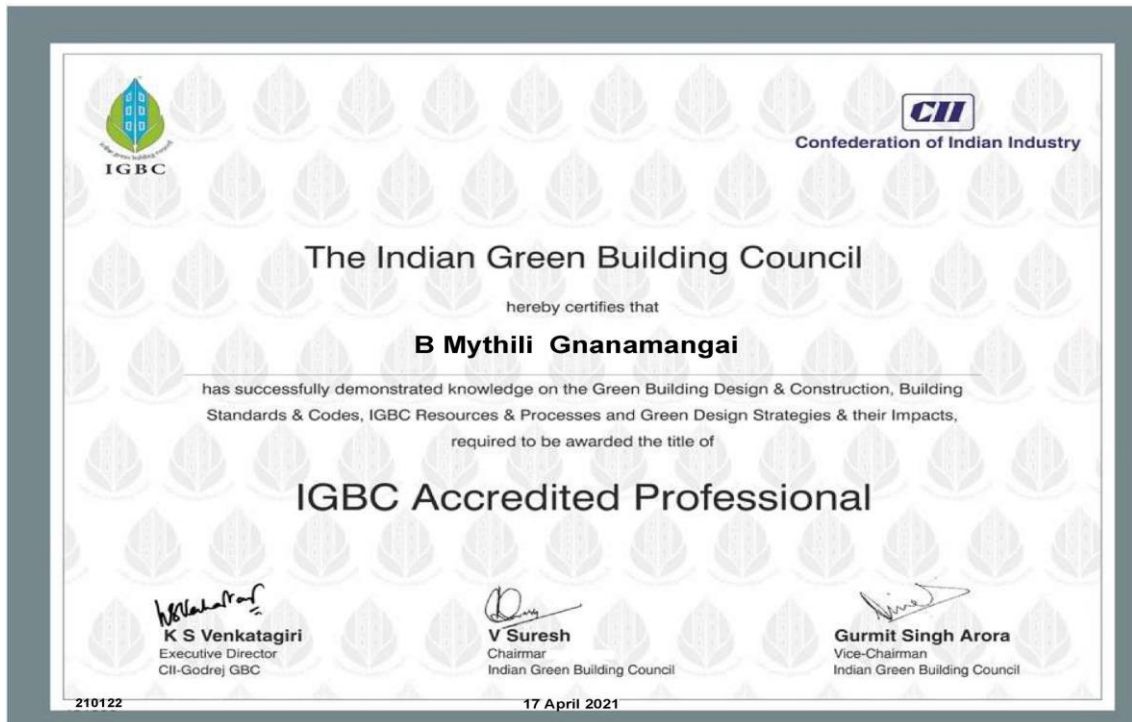 IGBC
CII
Confederation of Indian Industry
The Indian Green Building Council
hereby certifies that
B Mythili Gnanamangai
has successfully demonstrated knowledge on the Green Building Design & Construction, Building
Standards & Codes, IGBC Resources & Processes and Green Design Strategies & their Impacts,
required to be awarded the title of
IGBC Accredited Professional
K S Venkatagiri
Executive Director
CII-Godrej GBC
V Suresh
Chairmar
Indian Green Building Council
Gurmit Singh Arora
Vice-Chairman
Indian Green Building Council
210122
17 April 2021